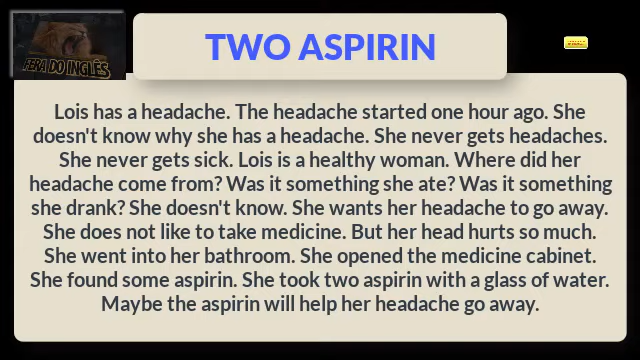 FERA DO INGLÊS
TWO ASPIRIN
Lois has a headache. The headache started one hour ago. She
doesn't know why she has a headache. She never gets headaches.
She never gets sick. Lois is a healthy woman. Where did her
headache come from? Was it something she ate? Was it something
she drank? She doesn't know. She wants her headache to go away.
She does not like to take medicine. But her head hurts so much.
She went into her bathroom. She opened the medicine cabinet.
She found some aspirin. She took two aspirin with a glass of water.
Maybe the aspirin will help her headache go away.